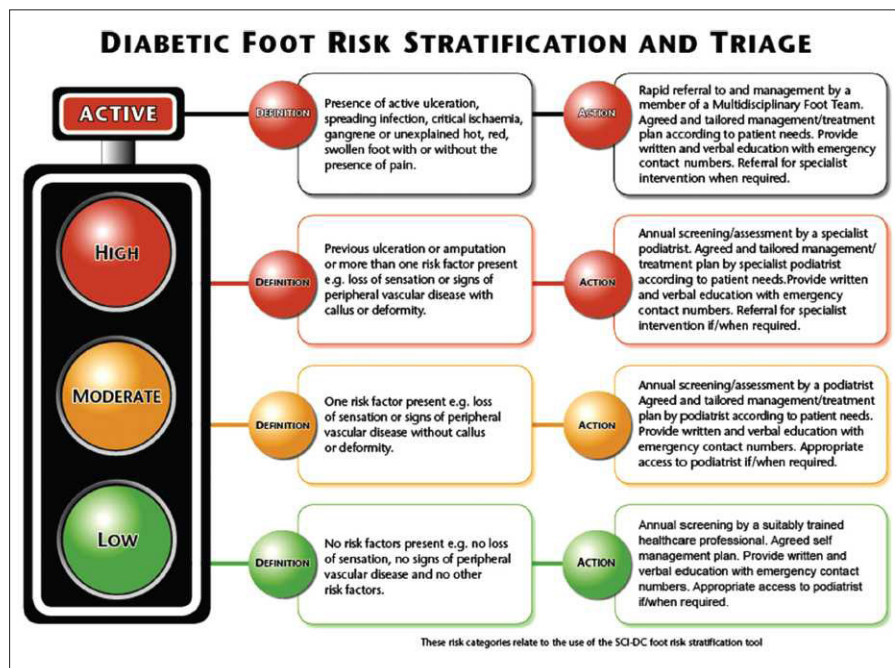 DIABETIC FOOT RISK STRATIFICATION AND TRIAGE
ACTIVE
DEFINITION
Presence of active ulceration,
spreading infection, critical ischaemia,
gangrene or unexplained hot, red,
swollen foot with or without the
presence of pain.
ACTION
Rapid referral to and management by a
member of a Multidisciplinary Foot Team.
Agreed and tailored management/treatment
plan according to patient needs. Provide
written and verbal education with emergency
contact numbers. Referral for specialist
intervention when required.
HIGH
DEFINITION
Previous ulceration or amputation
or more than one risk factor present
e.g. loss of sensation or signs of
peripheral vascular disease with
callus or deformity.
ACTION
Annual screening/assessment by a specialist
podiatrist. Agreed and tailored management/
treatment plan by specialist podiatrist
according to patient needs.Provide written
and verbal education with emergency
contact numbers. Referral for specialist
intervention if/when required.
MODERATE
DEFINITION
One risk factor present e.g. loss
of sensation or signs of peripheral
vascular disease without callus
or deformity.
ACTION
Annual screening/assessment by a podiatrist
Agreed and tailored management/treatment
plan by podiatrist according to patient needs.
Provide written and verbal education with
emergency contact numbers. Appropriate
access to podiatrist if/when required.
LOW
DEFINITION
No risk factors present e.g. no loss
of sensation, no signs of peripheral
vascular disease and no other
risk factors.
ACTION
Annual screening by a suitably trained
healthcare professional. Agreed self
management plan. Provide written and
verbal education with emergency contact
numbers. Appropriate access to podiatrist
if/when required.
These risk categories relate to the use of the SCI-DC foot risk stratification tool